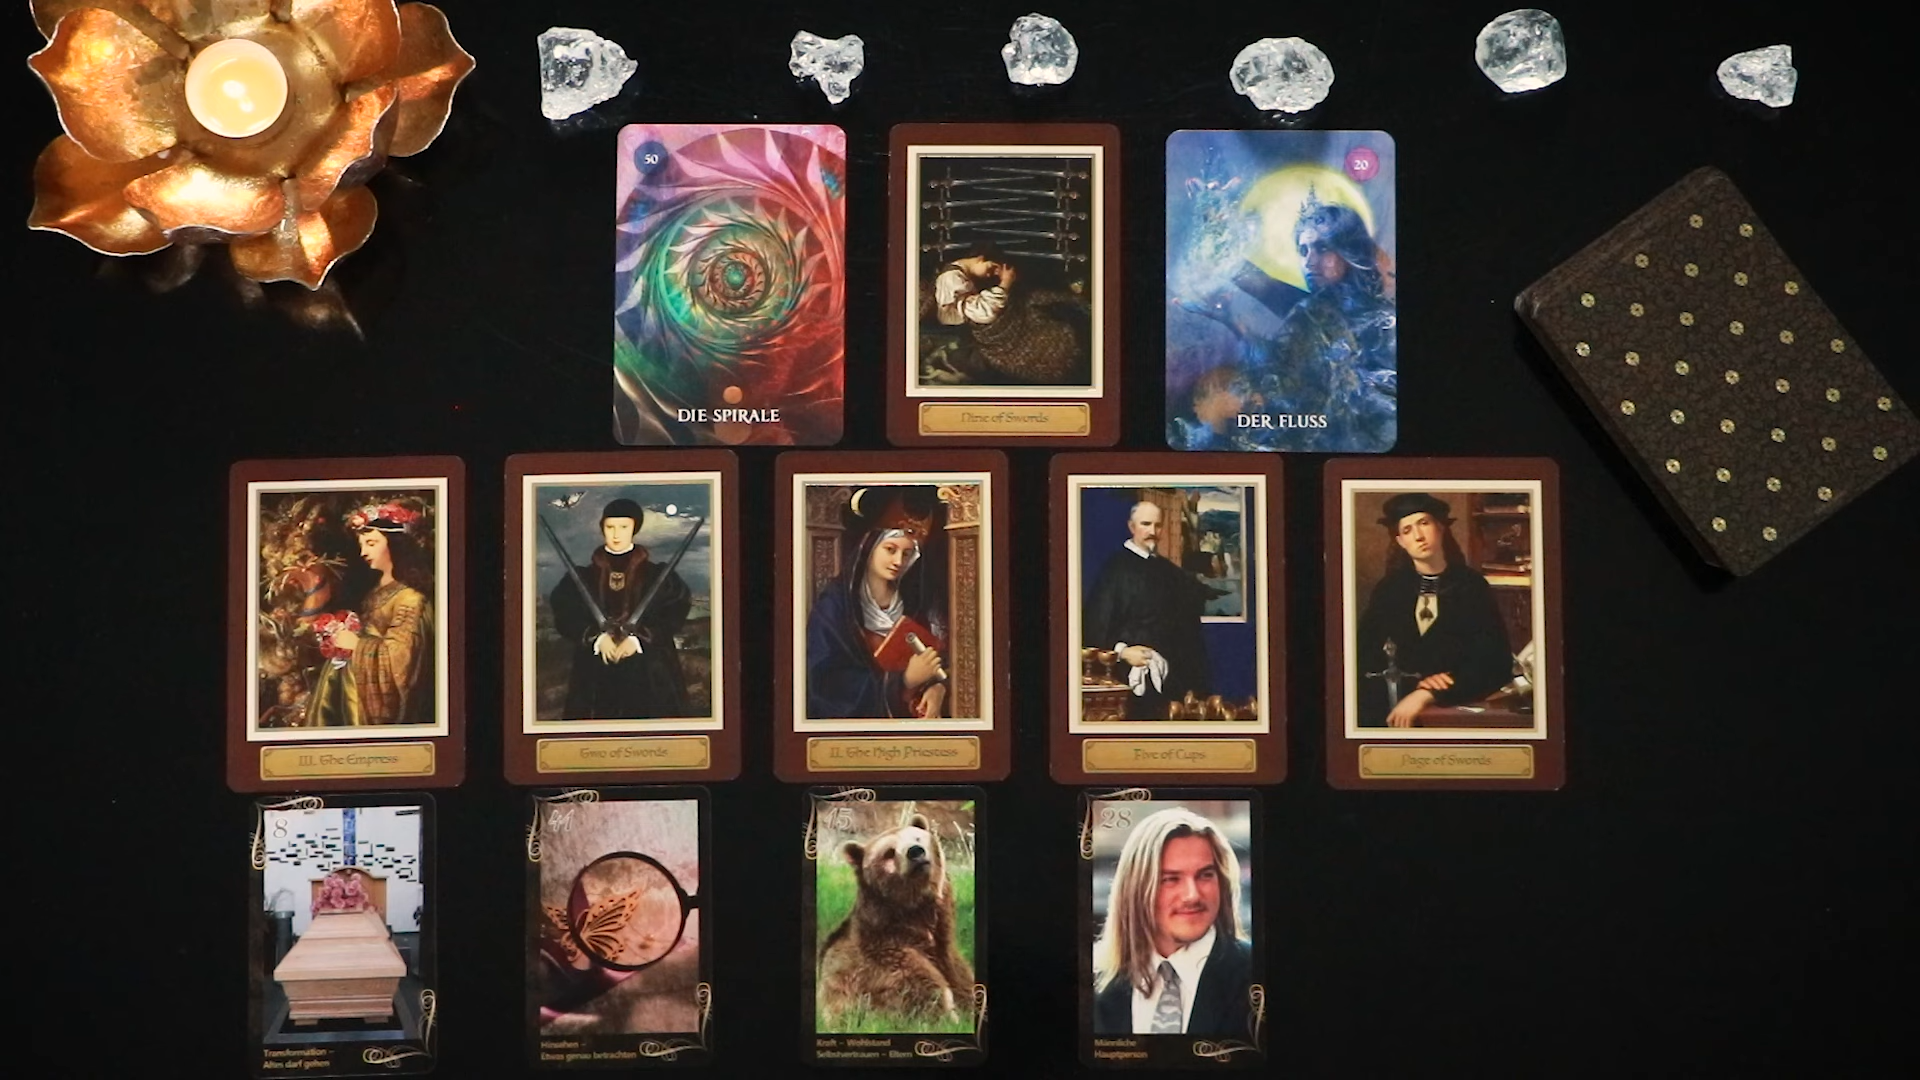 50
DIE SPIRALE
Nine of Swords
20
DER FLUSS
III. The Empress
Two of Swords
II. The High Priestess
Five of Cups
Page of Swords
8
Transformation –
Altes darf gehen
41
Hinsehen –
Etwas genau betrachten
15
Kraft – Wohlstand
Selbstvertrauen – Eltern
28
Männliche
Hauptperson